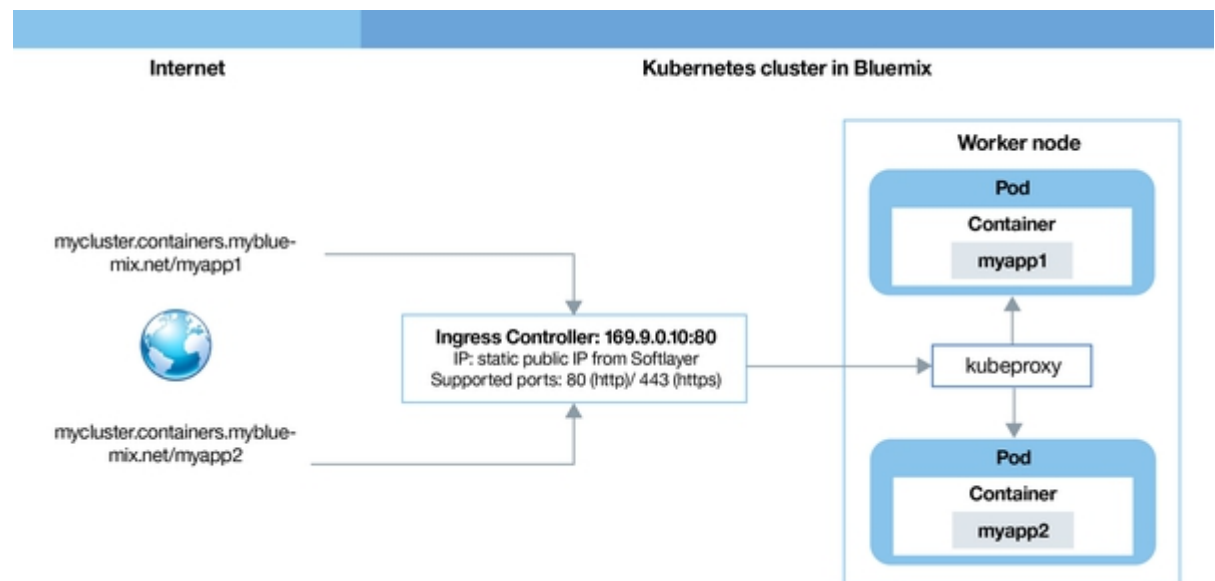 Internet
Kubernetes cluster in Bluemix
mycluster.containers.myblue-
mix.net/myapp1
mycluster.containers.myblue-
mix.net/myapp2
Ingress Controller: 169.9.0.10:80
IP: static public IP from Softlayer
Supported ports: 80 (http)/ 443 (https)
Worker node
Pod
Container
myapp1
kubeproxy
Pod
Container
myapp2